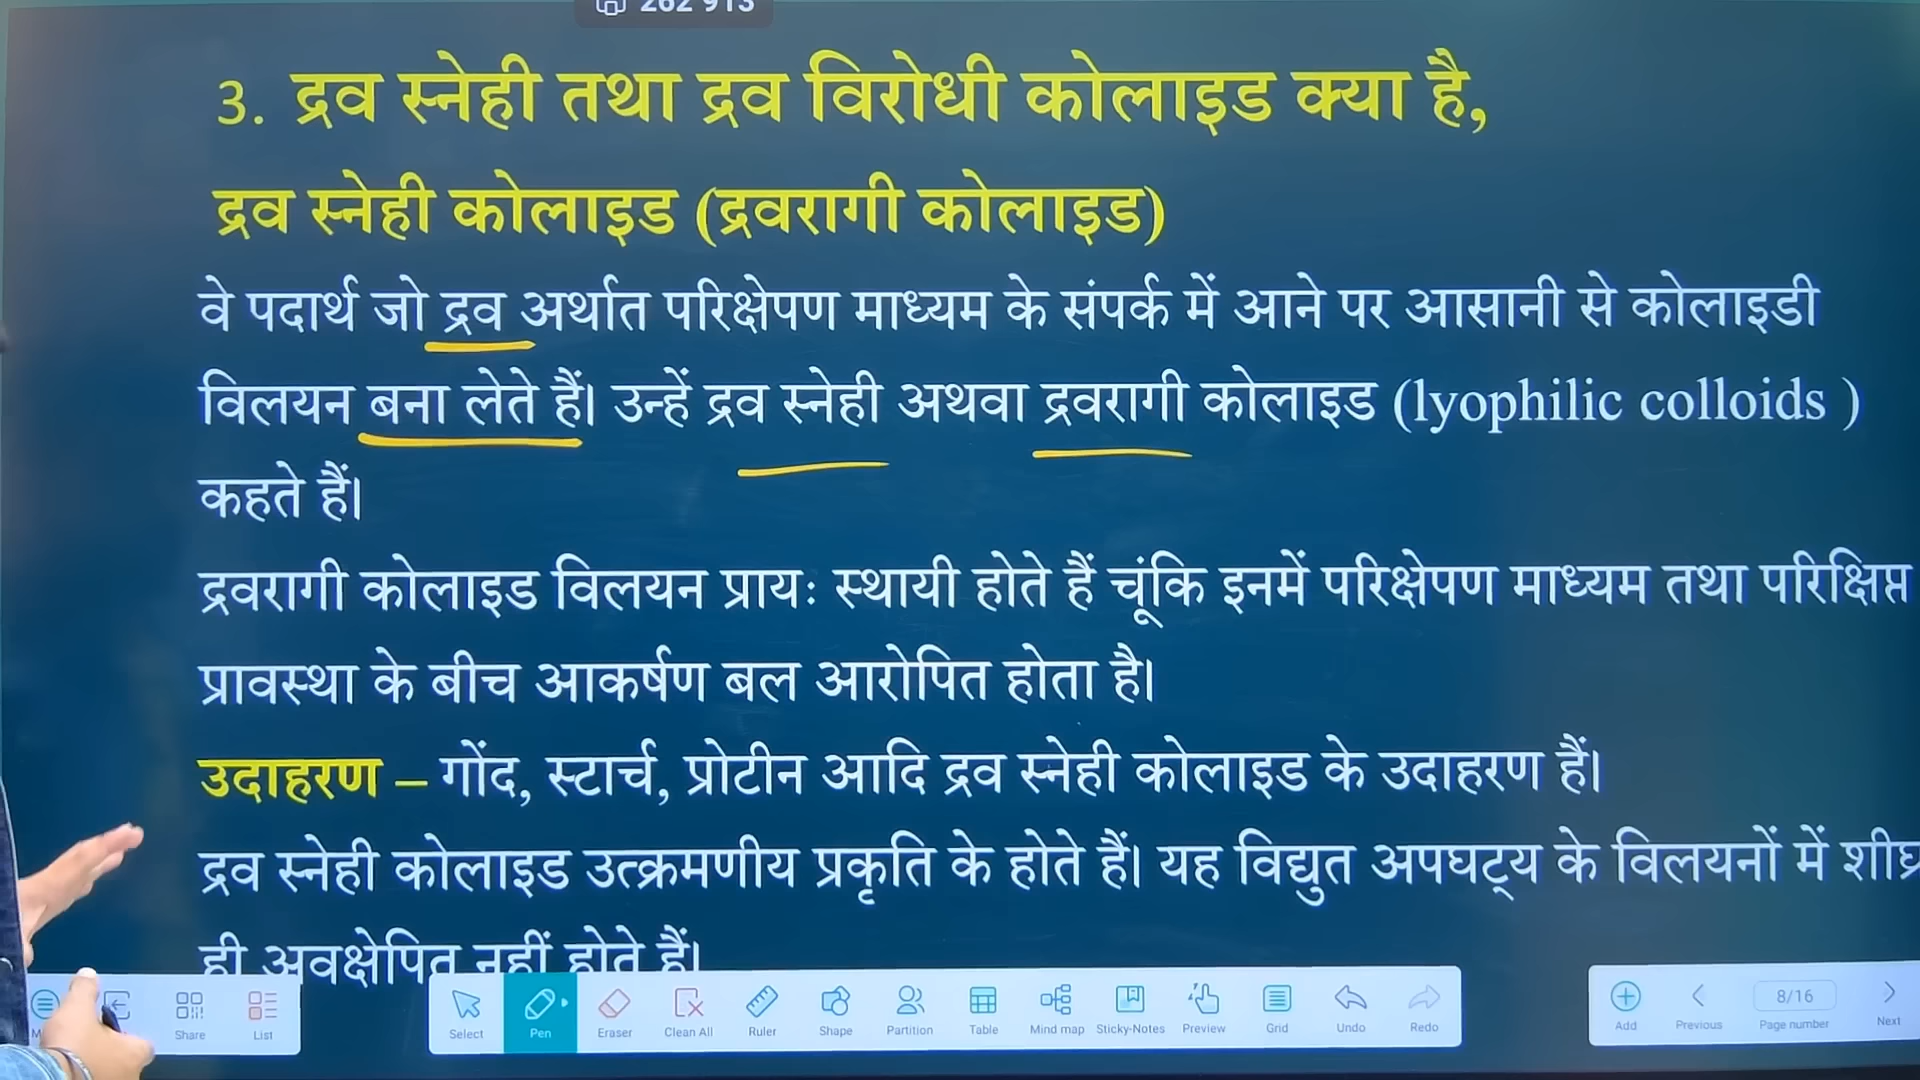 262 913
3. द्रव स्नेही तथा द्रव विरोधी कोलाइड क्या है,
द्रव स्नेही कोलाइड (द्रवरागी कोलाइड)
वे पदार्थ जो द्रव अर्थात परिक्षेपण माध्यम के संपर्क में आने पर आसानी से कोलाइडी
विलयन बना लेते हैं। उन्हें द्रव स्नेही अथवा द्रवरागी कोलाइड (lyophilic colloids )
कहते हैं।
द्रवरागी कोलाइड विलयन प्रायः स्थायी होते हैं चूंकि इनमें परिक्षेपण माध्यम तथा परिक्षिप्त
प्रावस्था के बीच आकर्षण बल आरोपित होता है।
उदाहरण – गोंद, स्टार्च, प्रोटीन आदि द्रव स्नेही कोलाइड के उदाहरण हैं।
द्रव स्नेही कोलाइड उत्क्रमणीय प्रकृति के होते हैं। यह विद्युत अपघट्य के विलयनों में शीघ्र
ही अवक्षेपित नहीं होते हैं।
Share List Select Pen Eraser Clean All Ruler Shape Partition Table Mind map Sticky-Notes Preview Grid Undo Redo Add Previous 8/16 Page number Next